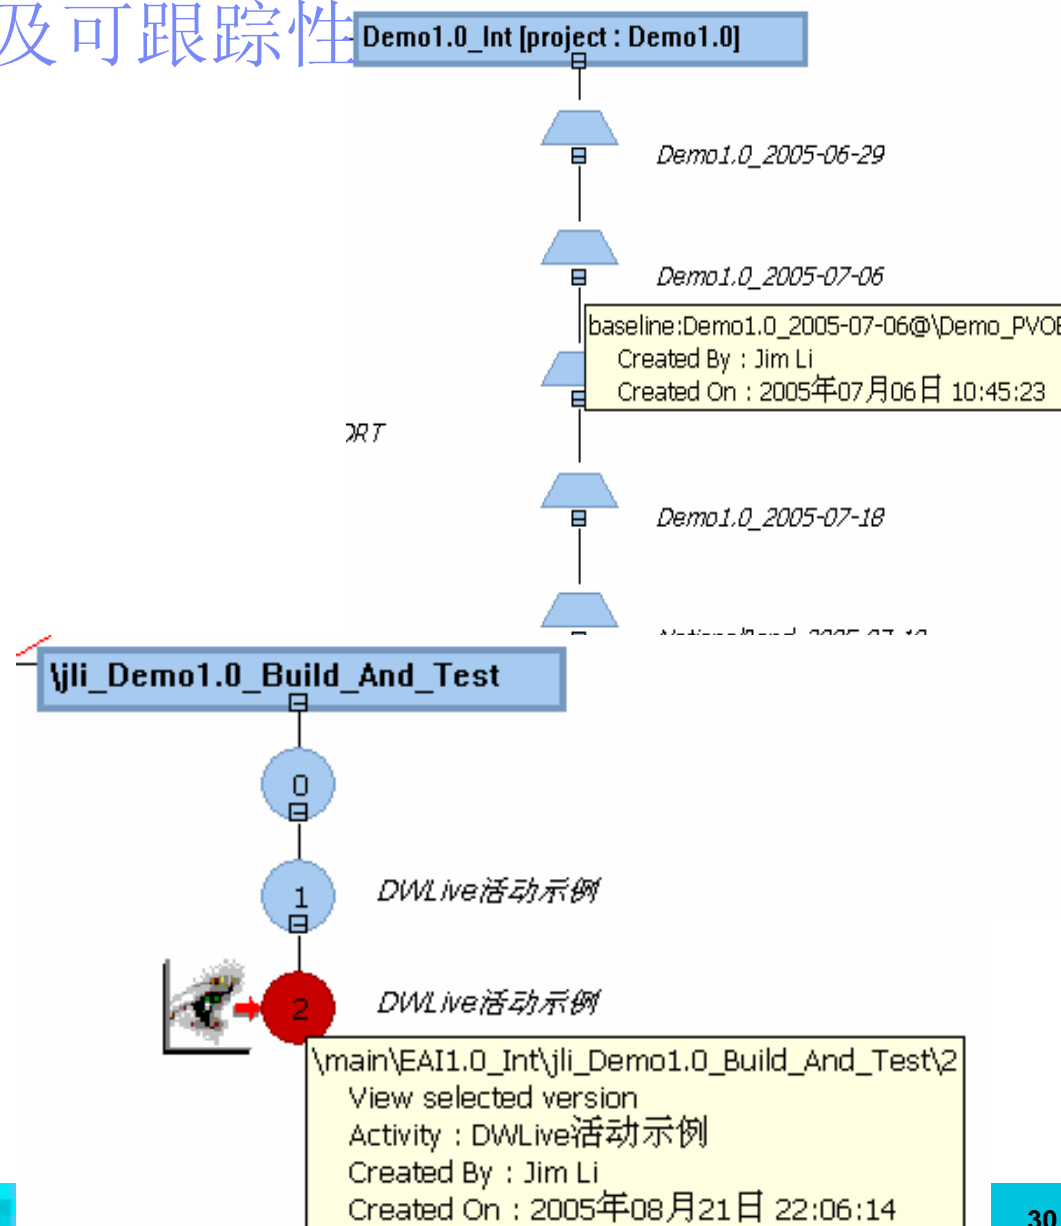 及可跟踪性
Demo1.0_Int [project : Demo1.0]
Demo1.0_2005-06-29
Demo1.0_2005-07-06
baseline:Demo1.0_2005-07-06@\Demo_PVOB
Created By : Jim Li
Created On : 2005年07月06日 10:45:23
ORT
Demo1.0_2005-07-18
\jli_Demo1.0_Build_And_Test
0
1
DWLive活动示例
2
DWLive活动示例
\main\EAI1.0_Int\jli_Demo1.0_Build_And_Test\2
View selected version
Activity : DWLive活动示例
Created By : Jim Li
Created On : 2005年08月21日 22:06:14
30